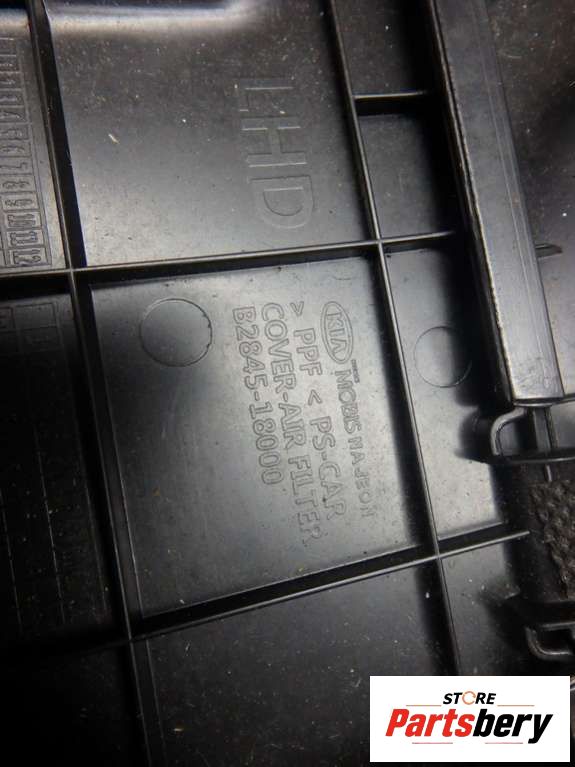 LHD
KIA MOBIS NAJEON
> PPF < PS-CAR
COVER-AIR FILTER
B2845-18000
STORE
Partsbery